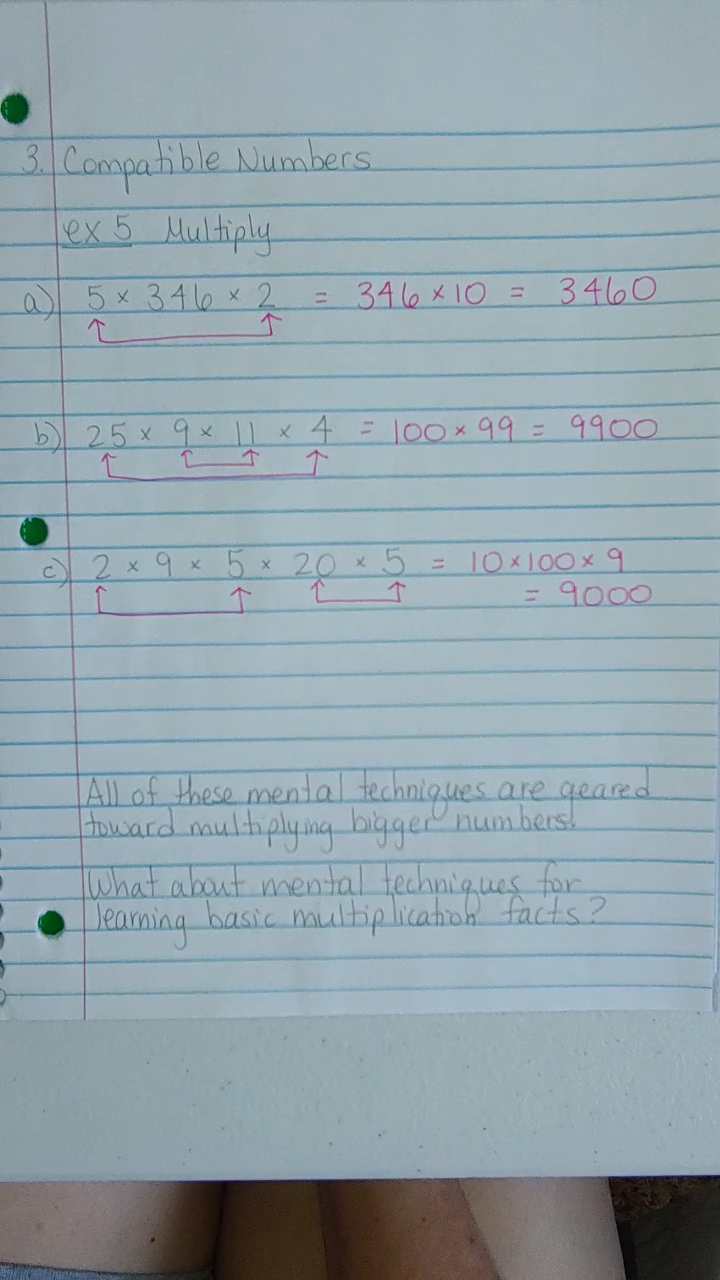 3. Compatible Numbers
ex 5 Multiply
a) 5 × 346 × 2 = 346 × 10 = 3460
b) 25 × 9 × 11 × 4 = 100 × 99 = 9900
c) 2 × 9 × 5 × 20 × 5 = 10 × 100 × 9
= 9000
All of these mental techniques are geared
toward multiplying bigger numbers.
What about mental techniques for
learning basic multiplication facts?